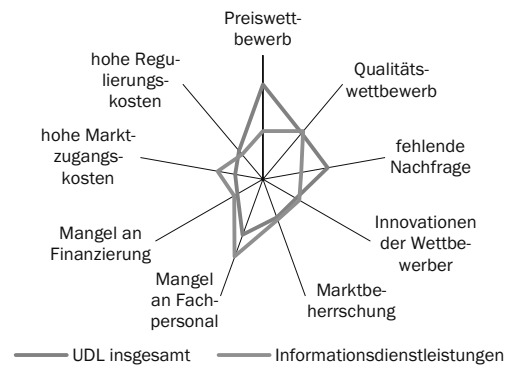 Preiswett-
bewerb
Qualitäts-
wettbewerb
fehlende
Nachfrage
Innovationen
der Wettbe-
werber
Marktbe-
herrschung
Mangel
an Fach-
personal
Mangel an
Finanzierung
hohe Markt-
zugangs-
kosten
hohe Regu-
lierungs-
kosten
UDL insgesamt
Informationsdienstleistungen